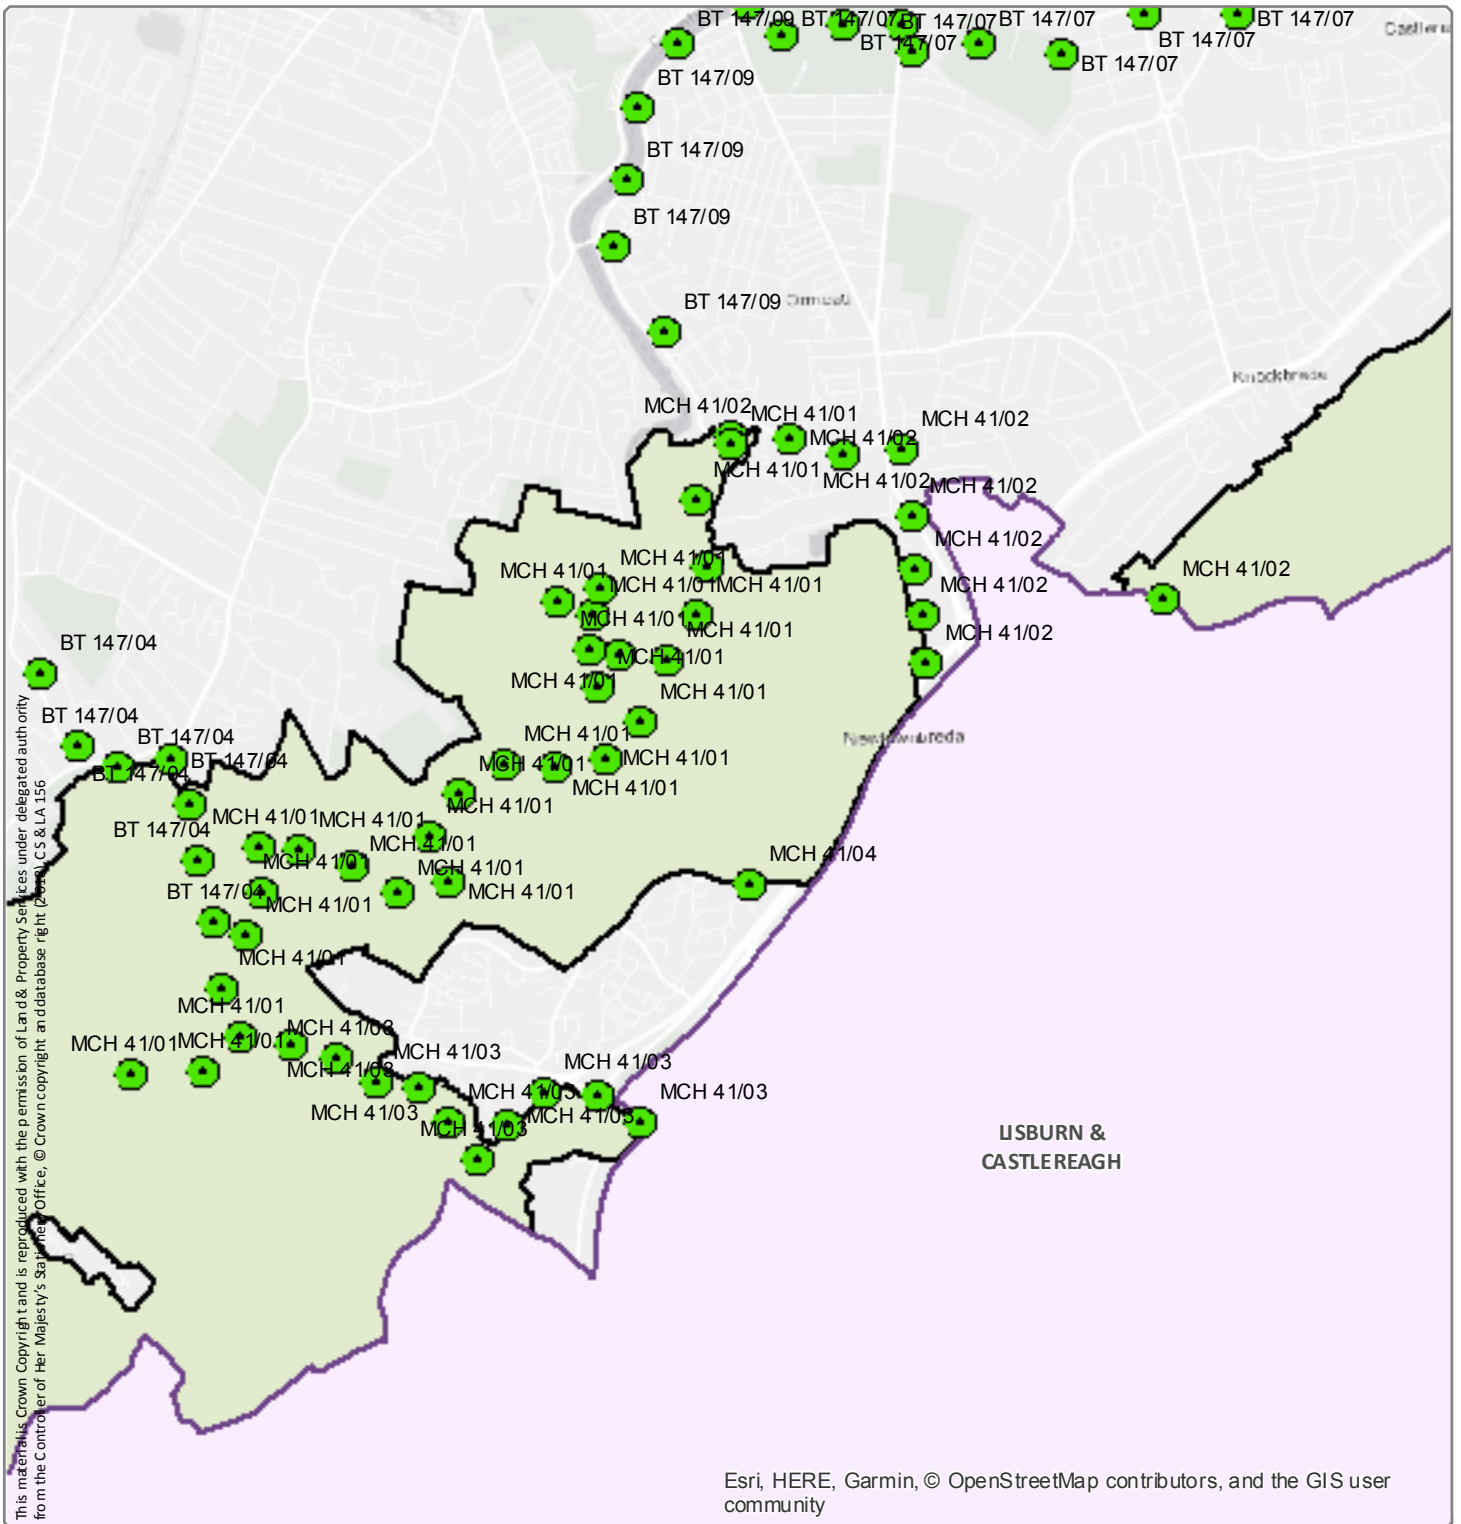 BT 147/09
BT 147/07
BT 147/07
BT 147/07
BT 147/07
BT 147/07
BT 147/07
BT 147/07
BT 147/09
BT 147/09
BT 147/09
BT 147/09
Knockbreda
MCH 41/02
MCH 41/01
MCH 41/02
MCH 41/02
MCH 41/01
MCH 41/02
MCH 41/02
MCH 41/02
MCH 41/01
MCH 41/01
MCH 41/01
MCH 41/01
MCH 41/02
MCH 41/02
MCH 41/01
MCH 41/01
MCH 41/02
BT 147/04
MCH 41/01
MCH 41/01
MCH 41/01
BT 147/04
BT 147/04
MCH 41/01
Newtownbreda
BT 147/04
BT 147/04
MCH 41/01
MCH 41/01
MCH 41/01
MCH 41/01
MCH 41/01
MCH 41/01
BT 147/04
MCH 41/01
MCH 41/04
MCH 41/01
MCH 41/01
BT 147/04
MCH 41/01
MCH 41/01
MCH 41/01
MCH 41/01
MCH 41/03
MCH 41/01
MCH 41/01
MCH 41/03
MCH 41/03
MCH 41/03
MCH 41/03
MCH 41/03
MCH 41/03
MCH 41/03
MCH 41/03
LISBURN &
CASTLEREAGH
This material is Crown Copyright and is reproduced with the permission of Land & Property Services under delegated authority
from the Controller of Her Majesty's Stationery Office, © Crown copyright and database right (2018), CS & LA 156
Esri, HERE, Garmin, © OpenStreetMap contributors, and the GIS user
community